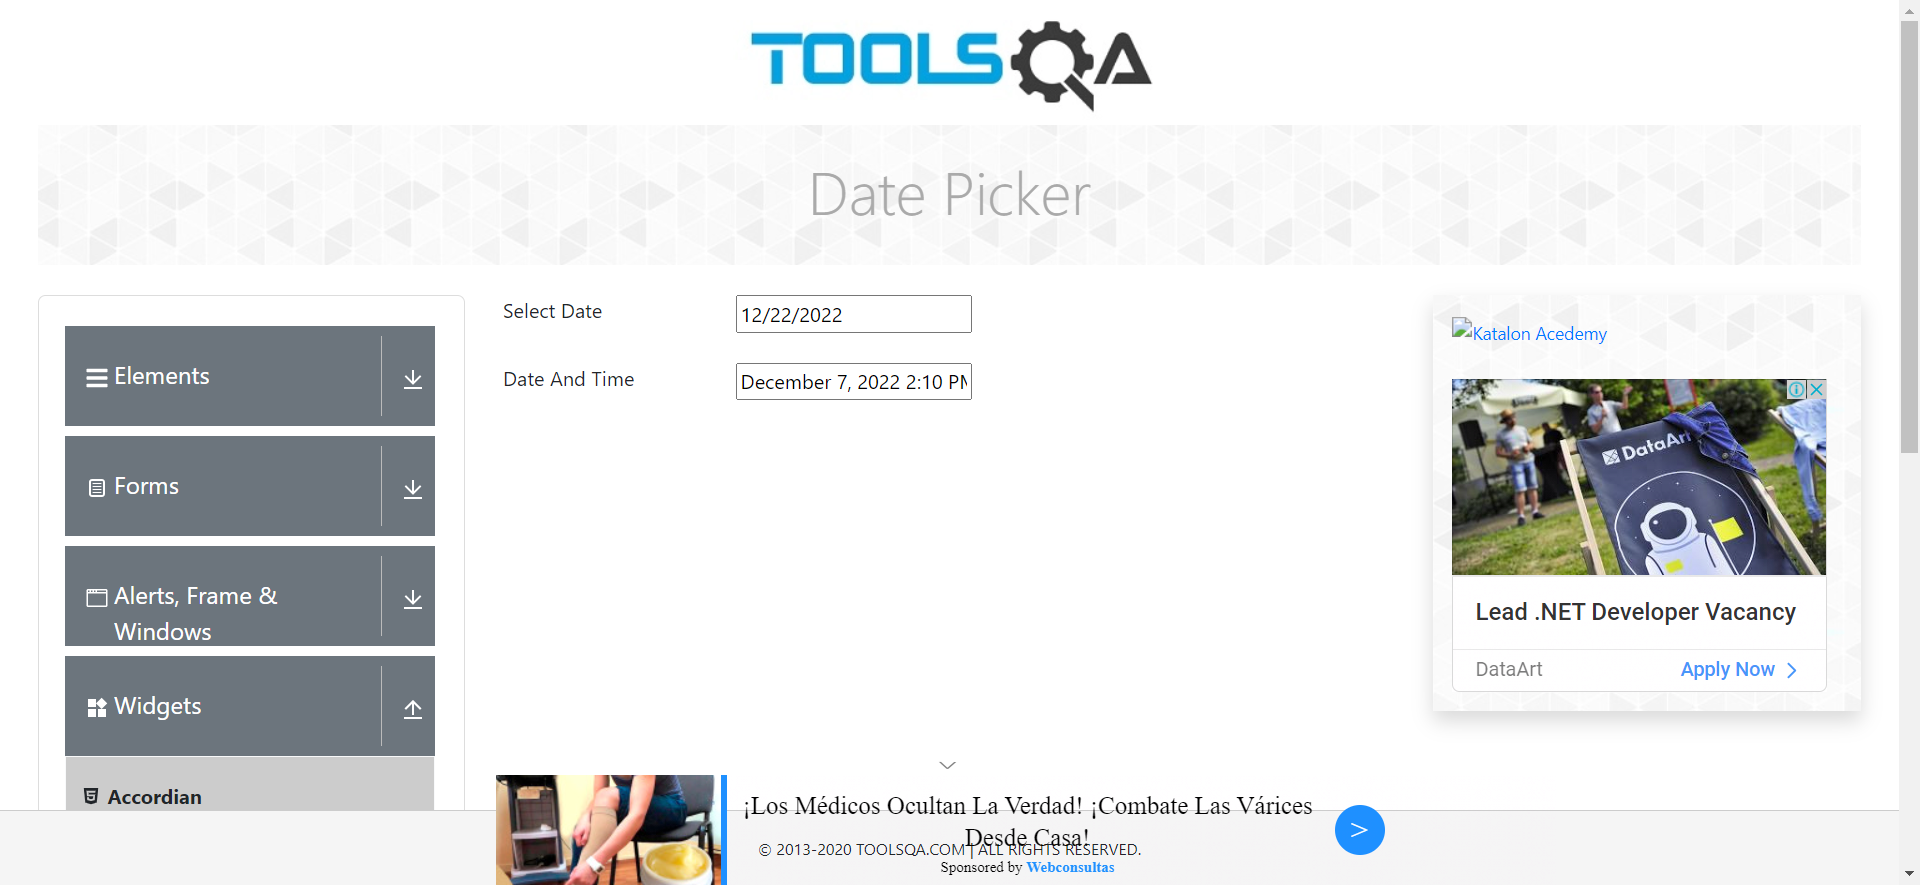 TOOLSQA
Date Picker
Elements
Forms
Alerts, Frame &
Windows
Widgets
Accordian
Select Date
12/22/2022
Date And Time
December 7, 2022 2:10 PM
Katalon Acedemy
DataArt
Lead .NET Developer Vacancy
DataArt
Apply Now
¡Los Médicos Ocultan La Verdad! ¡Combate Las Várices
Desde Casa!
© 2013-2020 TOOLSQA.COM | ALL RIGHTS RESERVED.
Sponsored by Webconsultas